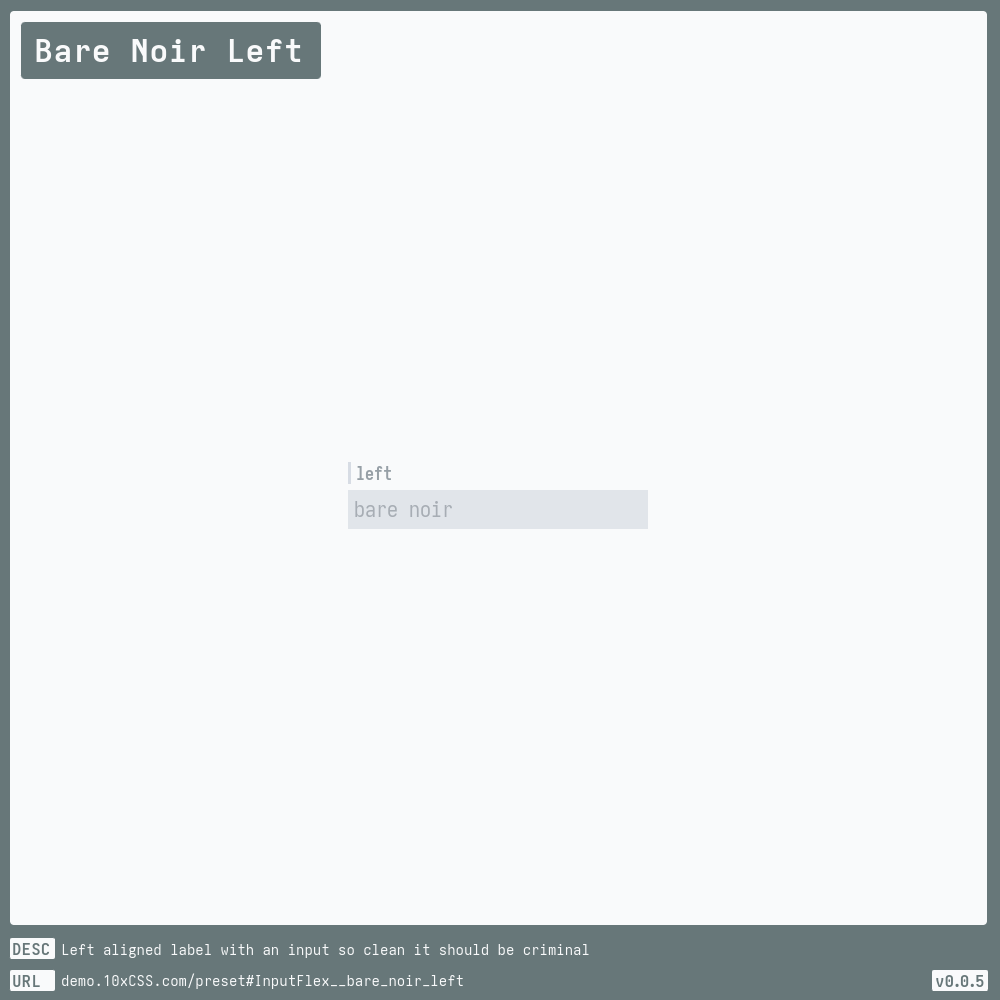 Bare Noir Left
left
bare noir
DESC Left aligned label with an input so clean it should be criminal
URL demo.10xCSS.com/preset#InputFlex__bare_noir_left
v0.0.5